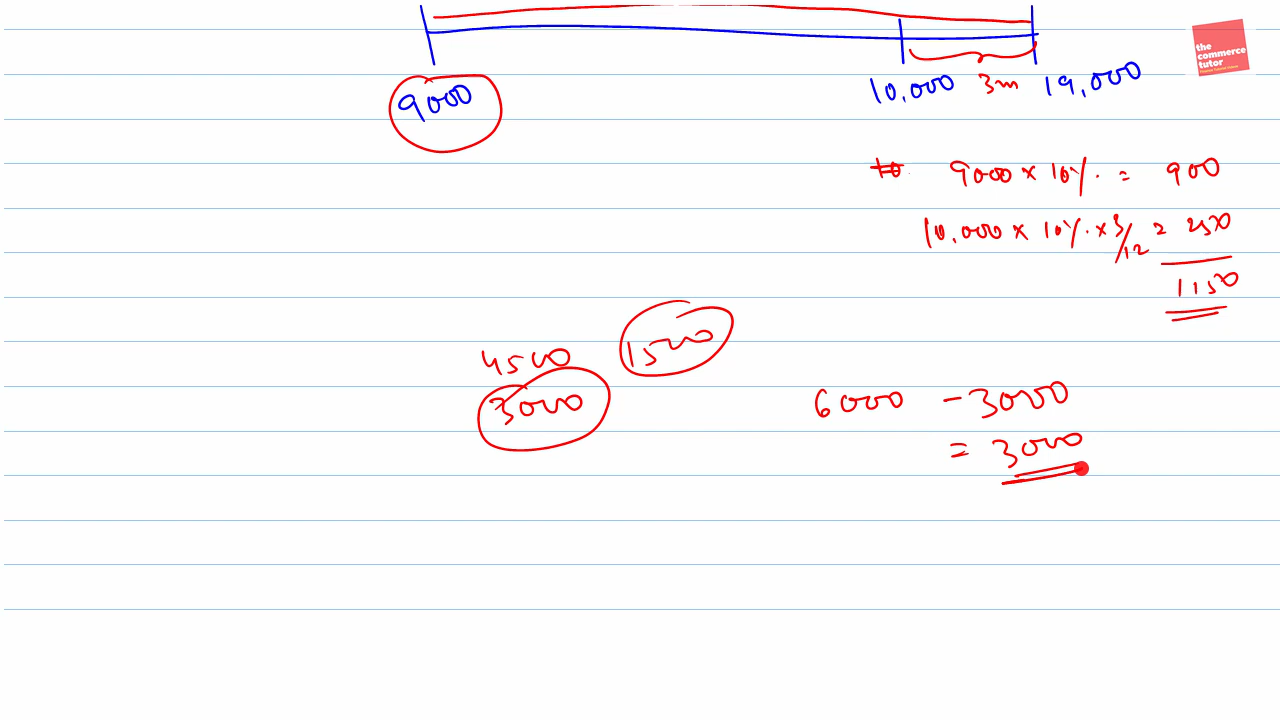 the
commerce
tutor
9000
10,000 3m 19,000
10 9000 × 10% = 900
10,000 × 10% × 3/12 = 250
1150
4500 1500
3000
6000 - 3000
= 3000